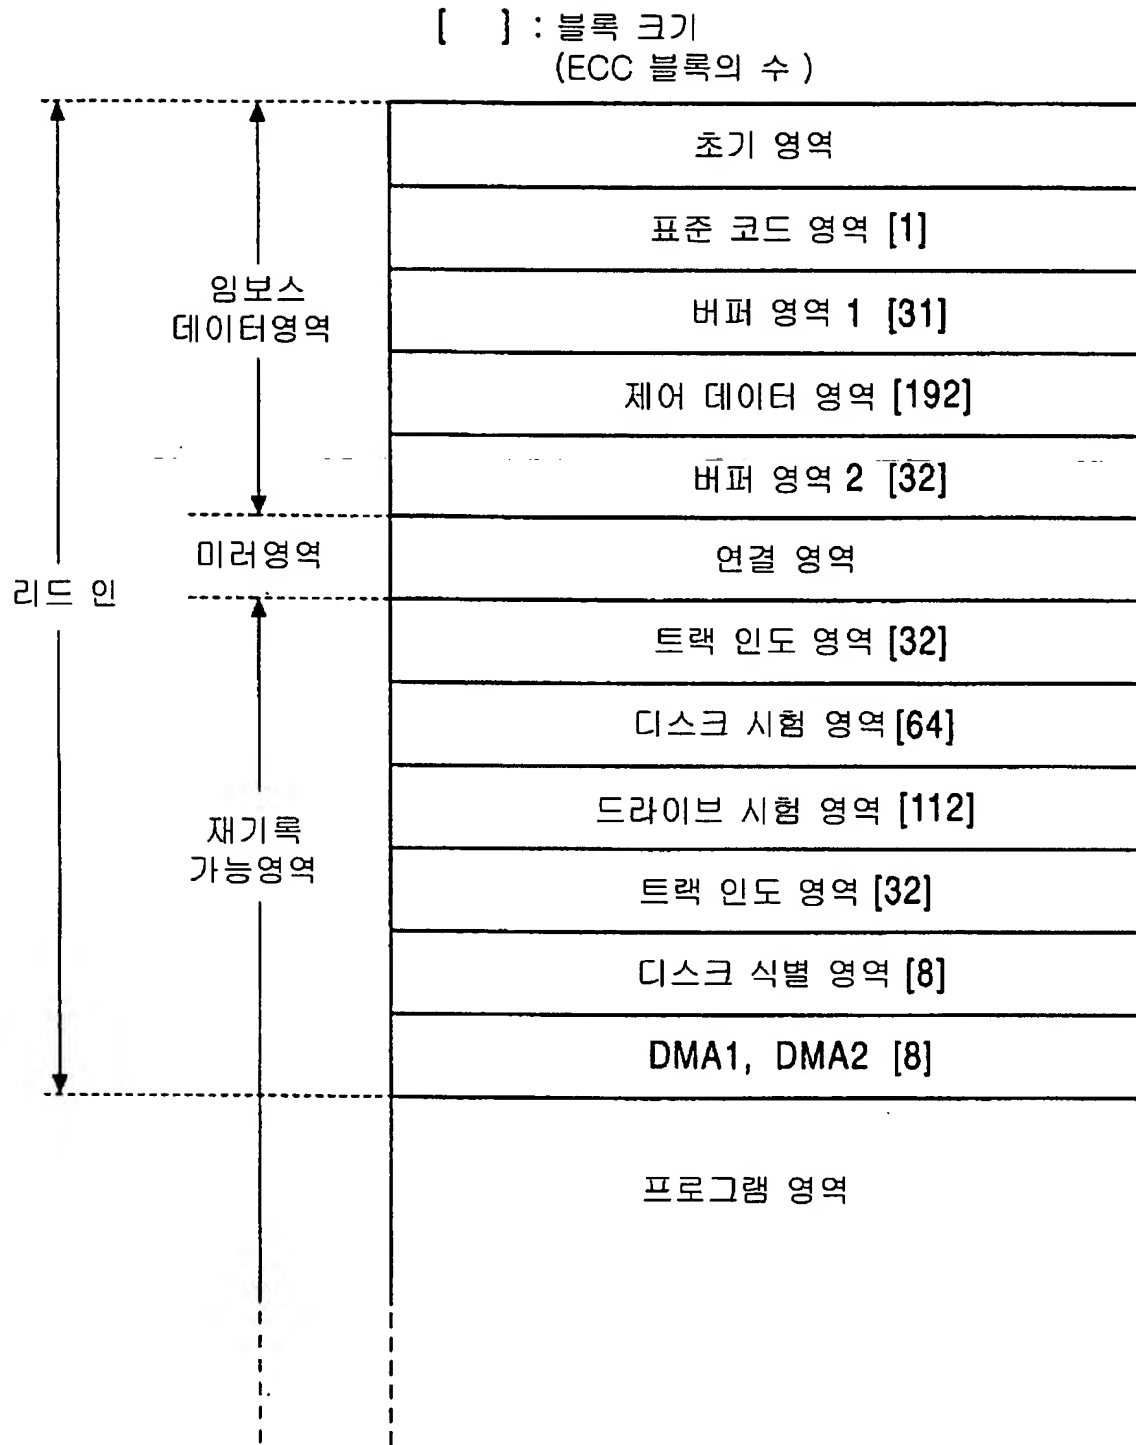 [ ] : 블록 크기
(ECC 블록의 수 )
초기 영역
표준 코드 영역 [1]
버퍼 영역 1 [31]
제어 데이터 영역 [192]
버퍼 영역 2 [32]
연결 영역
트랙 인도 영역 [32]
디스크 시험 영역 [64]
드라이브 시험 영역 [112]
트랙 인도 영역 [32]
디스크 식별 영역 [8]
DMA1, DMA2 [8]
프로그램 영역
임보스
데이터영역
미러영역
리드 인
재기록
가능영역